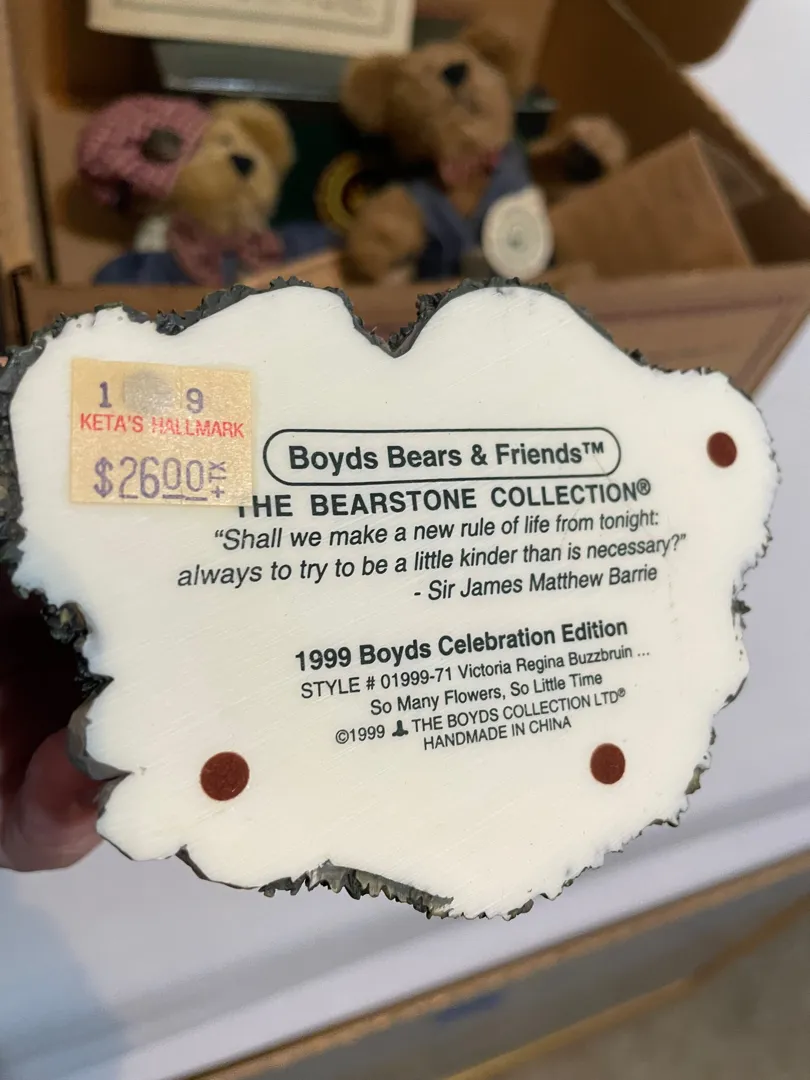 1 9
KETA'S HALLMARK
$26.00 +TX
Boyds Bears & Friends™
THE BEARSTONE COLLECTION®
"Shall we make a new rule of life from tonight:
always to try to be a little kinder than is necessary?"
- Sir James Matthew Barrie
1999 Boyds Celebration Edition
STYLE # 01999-71 Victoria Regina Buzzbruin ...
So Many Flowers, So Little Time
©1999 THE BOYDS COLLECTION LTD®
HANDMADE IN CHINA